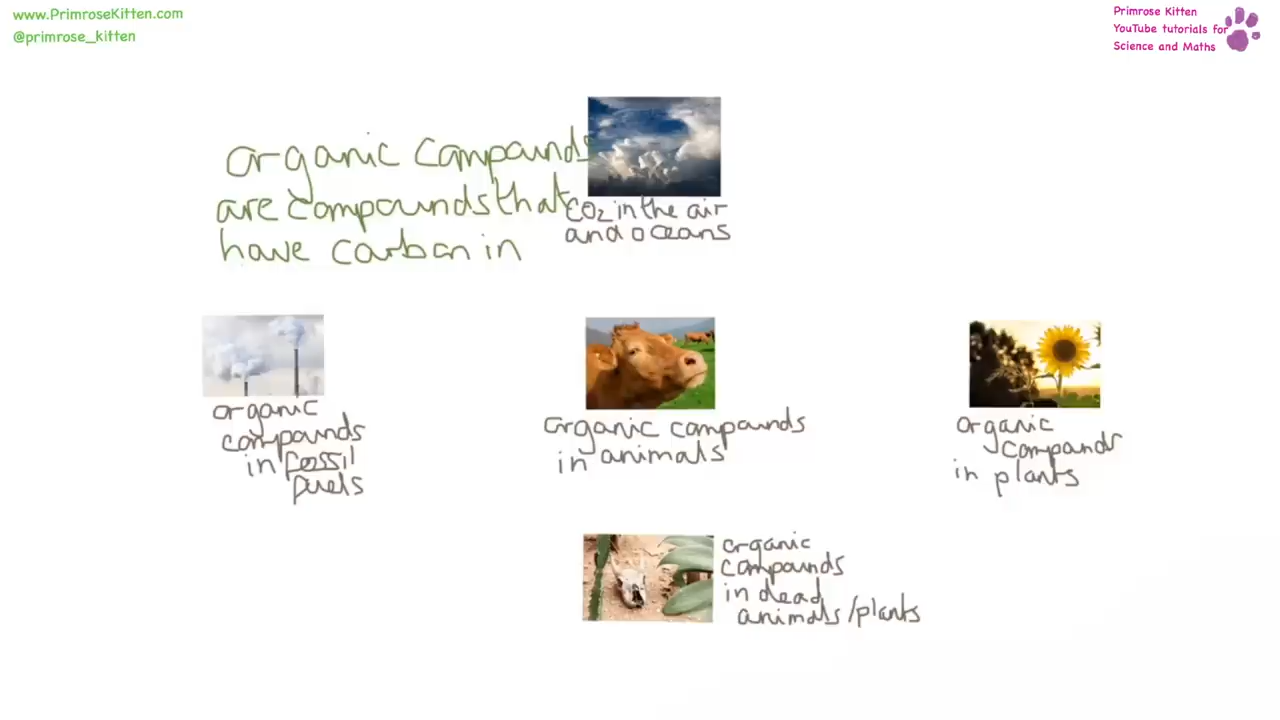 www.PrimroseKitten.com
@primrose_kitten
Primrose Kitten
YouTube tutorials for
Science and Maths
organic compounds
are compounds that
have carbon in
CO2 in the air
and oceans
organic
compounds
in fossil
fuels
organic compounds
in animals
organic
compounds
in plants
organic
compounds
in dead
animals/plants